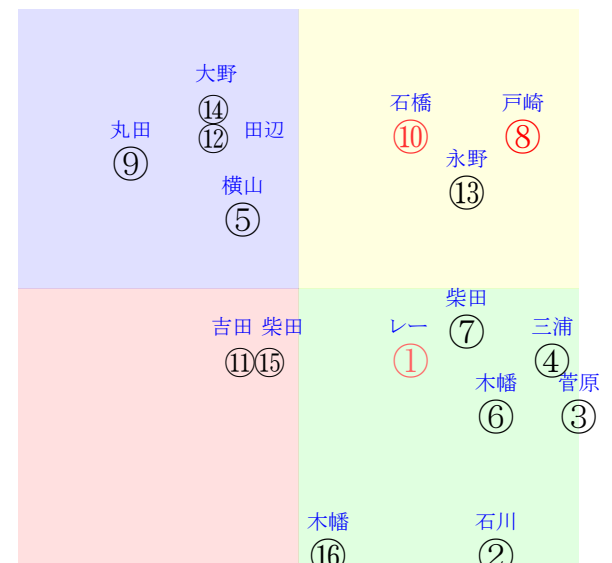 大野
⑭
石橋
戸崎
丸田
⑫ 田辺
⑩
⑧
⑨
永野
横山
⑬
⑤
柴田
吉田 柴田
レー
⑦
三浦
⑪⑮
①
④
木幡
菅原
⑥
③
木幡
石川
⑯
②